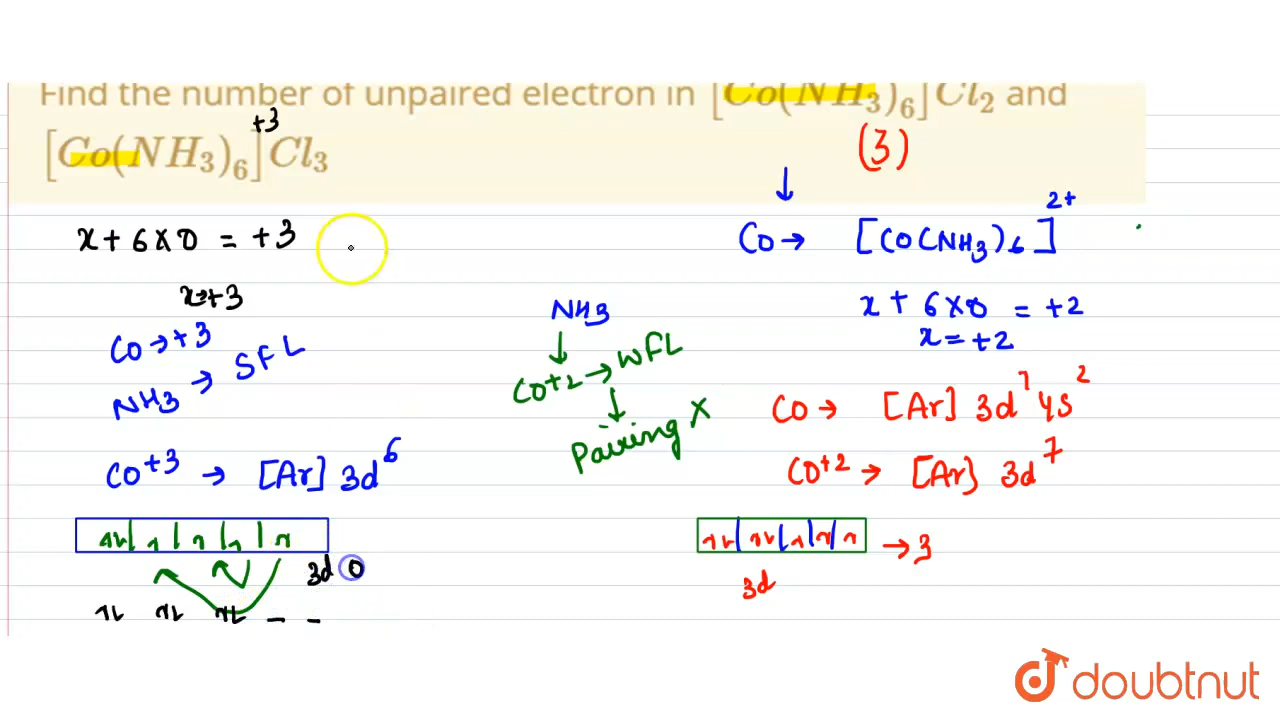 Find the number of unpaired electron in [Co(NH₃)₆]Cl₂ and
[Co(NH₃)₆]Cl₃
+3
(3)
x + 6 × 0 = +3
x → +3
Co → +3
NH₃ → SFL
Co⁺³ → [Ar] 3d⁶
↿⇂ | ↿ | ↿ | ↿ | ↿
3d 0
↿⇂ ↿⇂ ↿⇂ _ _
NH₃
↓
Co⁺² → WFL
↓
Pairing X
↓
Co → [Co(NH₃)₆]²⁺
x + 6 × 0 = +2
x = +2
Co → [Ar] 3d⁷ 4s²
Co⁺² → [Ar} 3d⁷
↿⇂ | ↿⇂ | ↿ | ↿ | ↿ → 3
3d
doubtnut